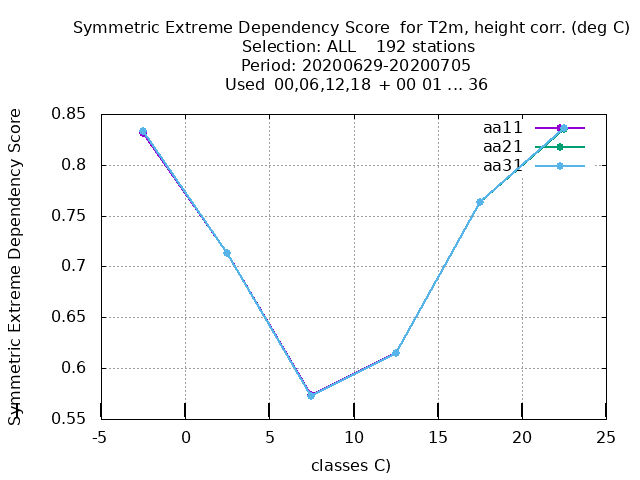 Symmetric Extreme Dependency Score for T2m, height corr. (deg C)
Selection: ALL 192 stations
Period: 20200629-20200705
Used 00,06,12,18 + 00 01 ... 36
Symmetric Extreme Dependency Score
0.85
0.8
0.75
0.7
0.65
0.6
0.55
aa11
aa21
aa31
-5
0
5
10
15
20
25
classes C)